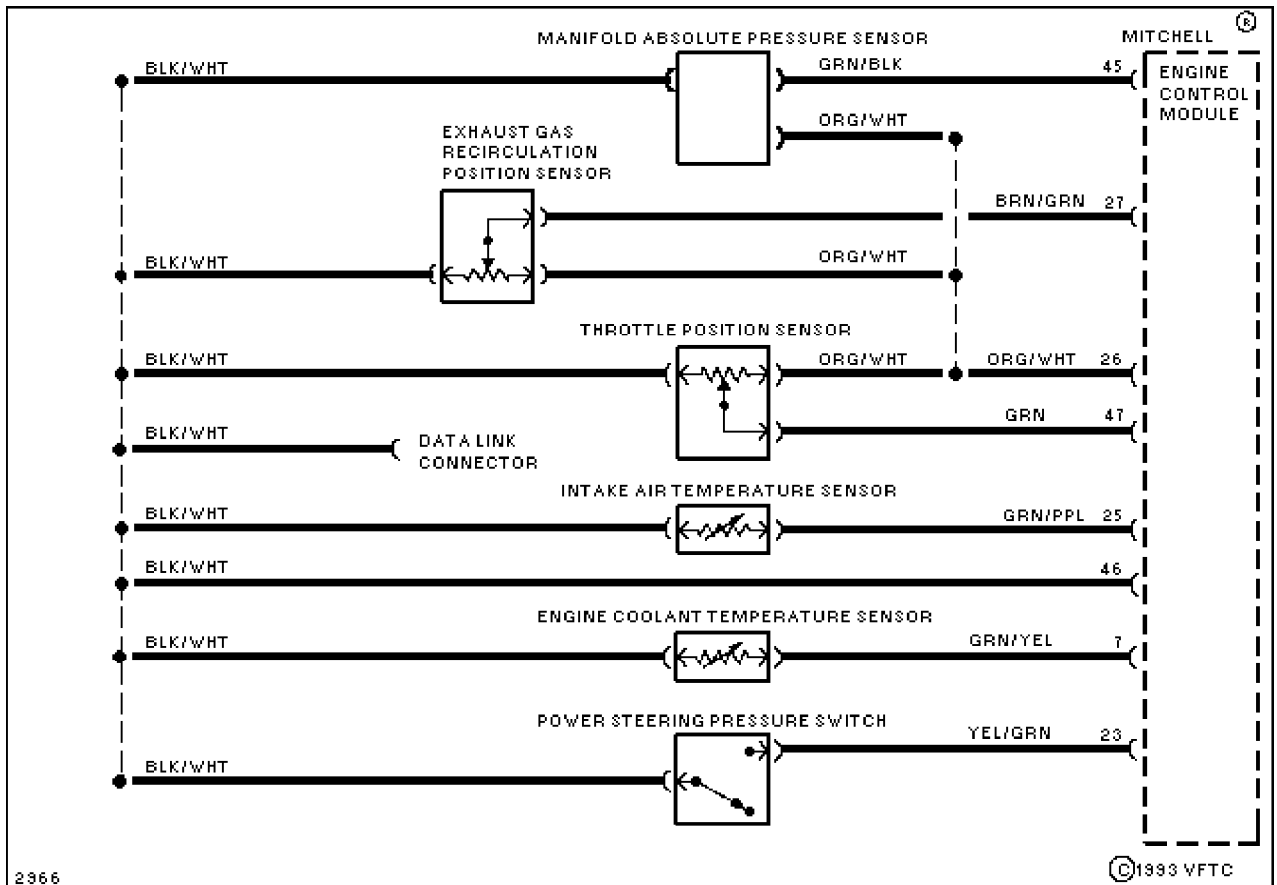 ®
MANIFOLD ABSOLUTE PRESSURE SENSOR
MITCHELL
BLK/WHT
GRN/BLK
45
ENGINE
CONTROL
MODULE
ORG/WHT
EXHAUST GAS
RECIRCULATION
POSITION SENSOR
BRN/GRN 27
BLK/WHT
ORG/WHT
THROTTLE POSITION SENSOR
BLK/WHT
ORG/WHT
ORG/WHT 26
GRN 47
BLK/WHT
DATA LINK
CONNECTOR
INTAKE AIR TEMPERATURE SENSOR
BLK/WHT
GRN/PPL 25
BLK/WHT
46
ENGINE COOLANT TEMPERATURE SENSOR
BLK/WHT
GRN/YEL 7
POWER STEERING PRESSURE SWITCH
YEL/GRN 23
BLK/WHT
©1993 VFTC
2966